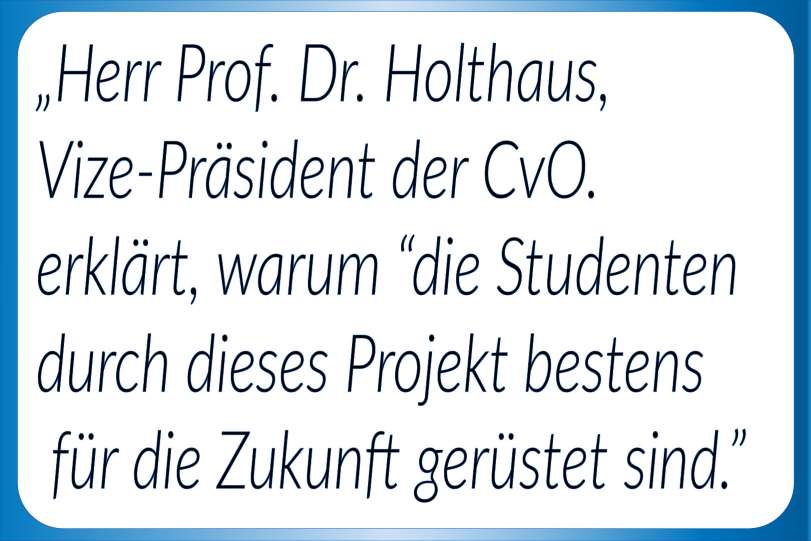 „Herr Prof. Dr. Holthaus,
Vize-Präsident der CvO.
erklärt, warum “die Studenten
durch dieses Projekt bestens
für die Zukunft gerüstet sind.”